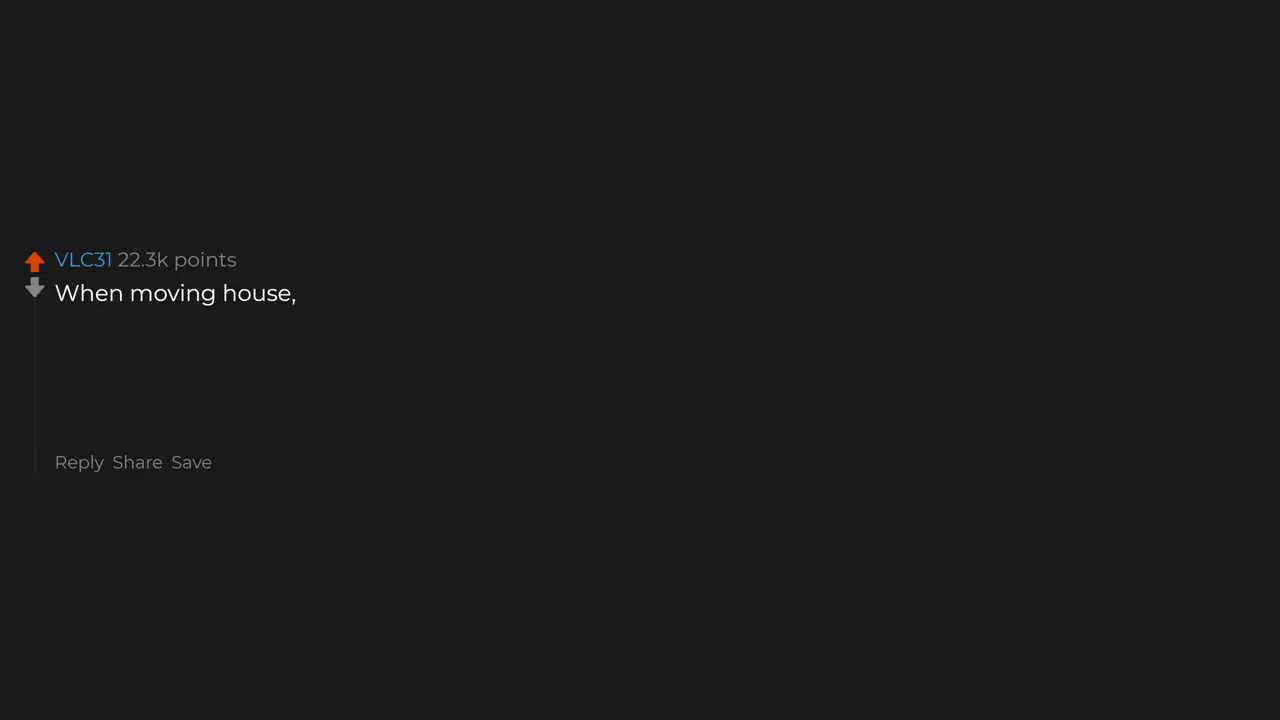 VLC31 22.3k points
When moving house,
Reply Share Save